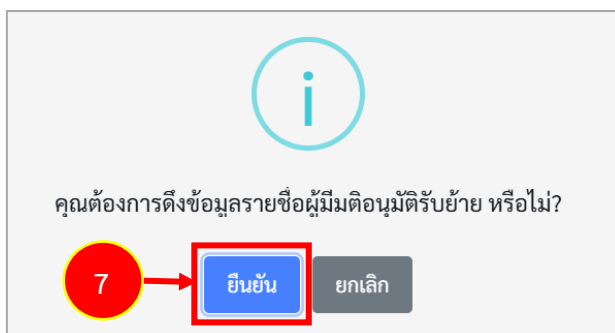 i
คุณต้องการดึงข้อมูลรายชื่อผู้มีมติอนุมัติรับย้าย หรือไม่?
7 ยืนยัน ยกเลิก